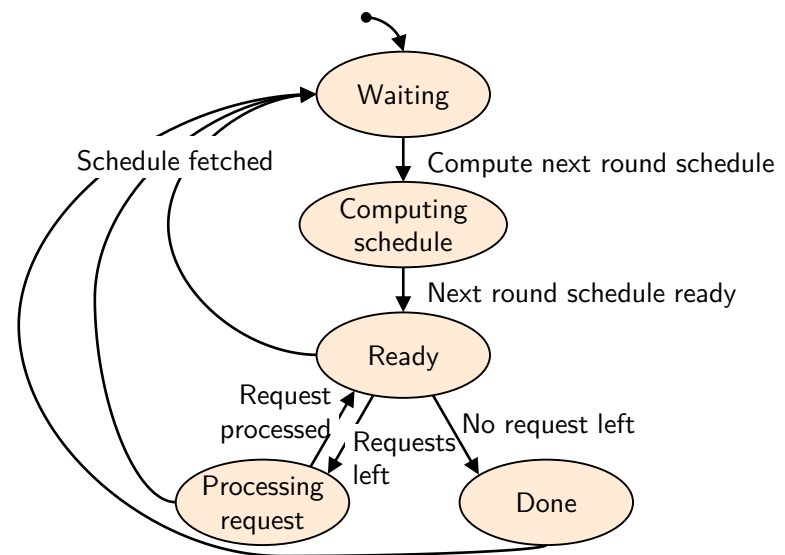 Waiting
Schedule fetched
Compute next round schedule
Computing
schedule
Next round schedule ready
Ready
Request
processed
Requests
left
No request left
Processing
request
Done